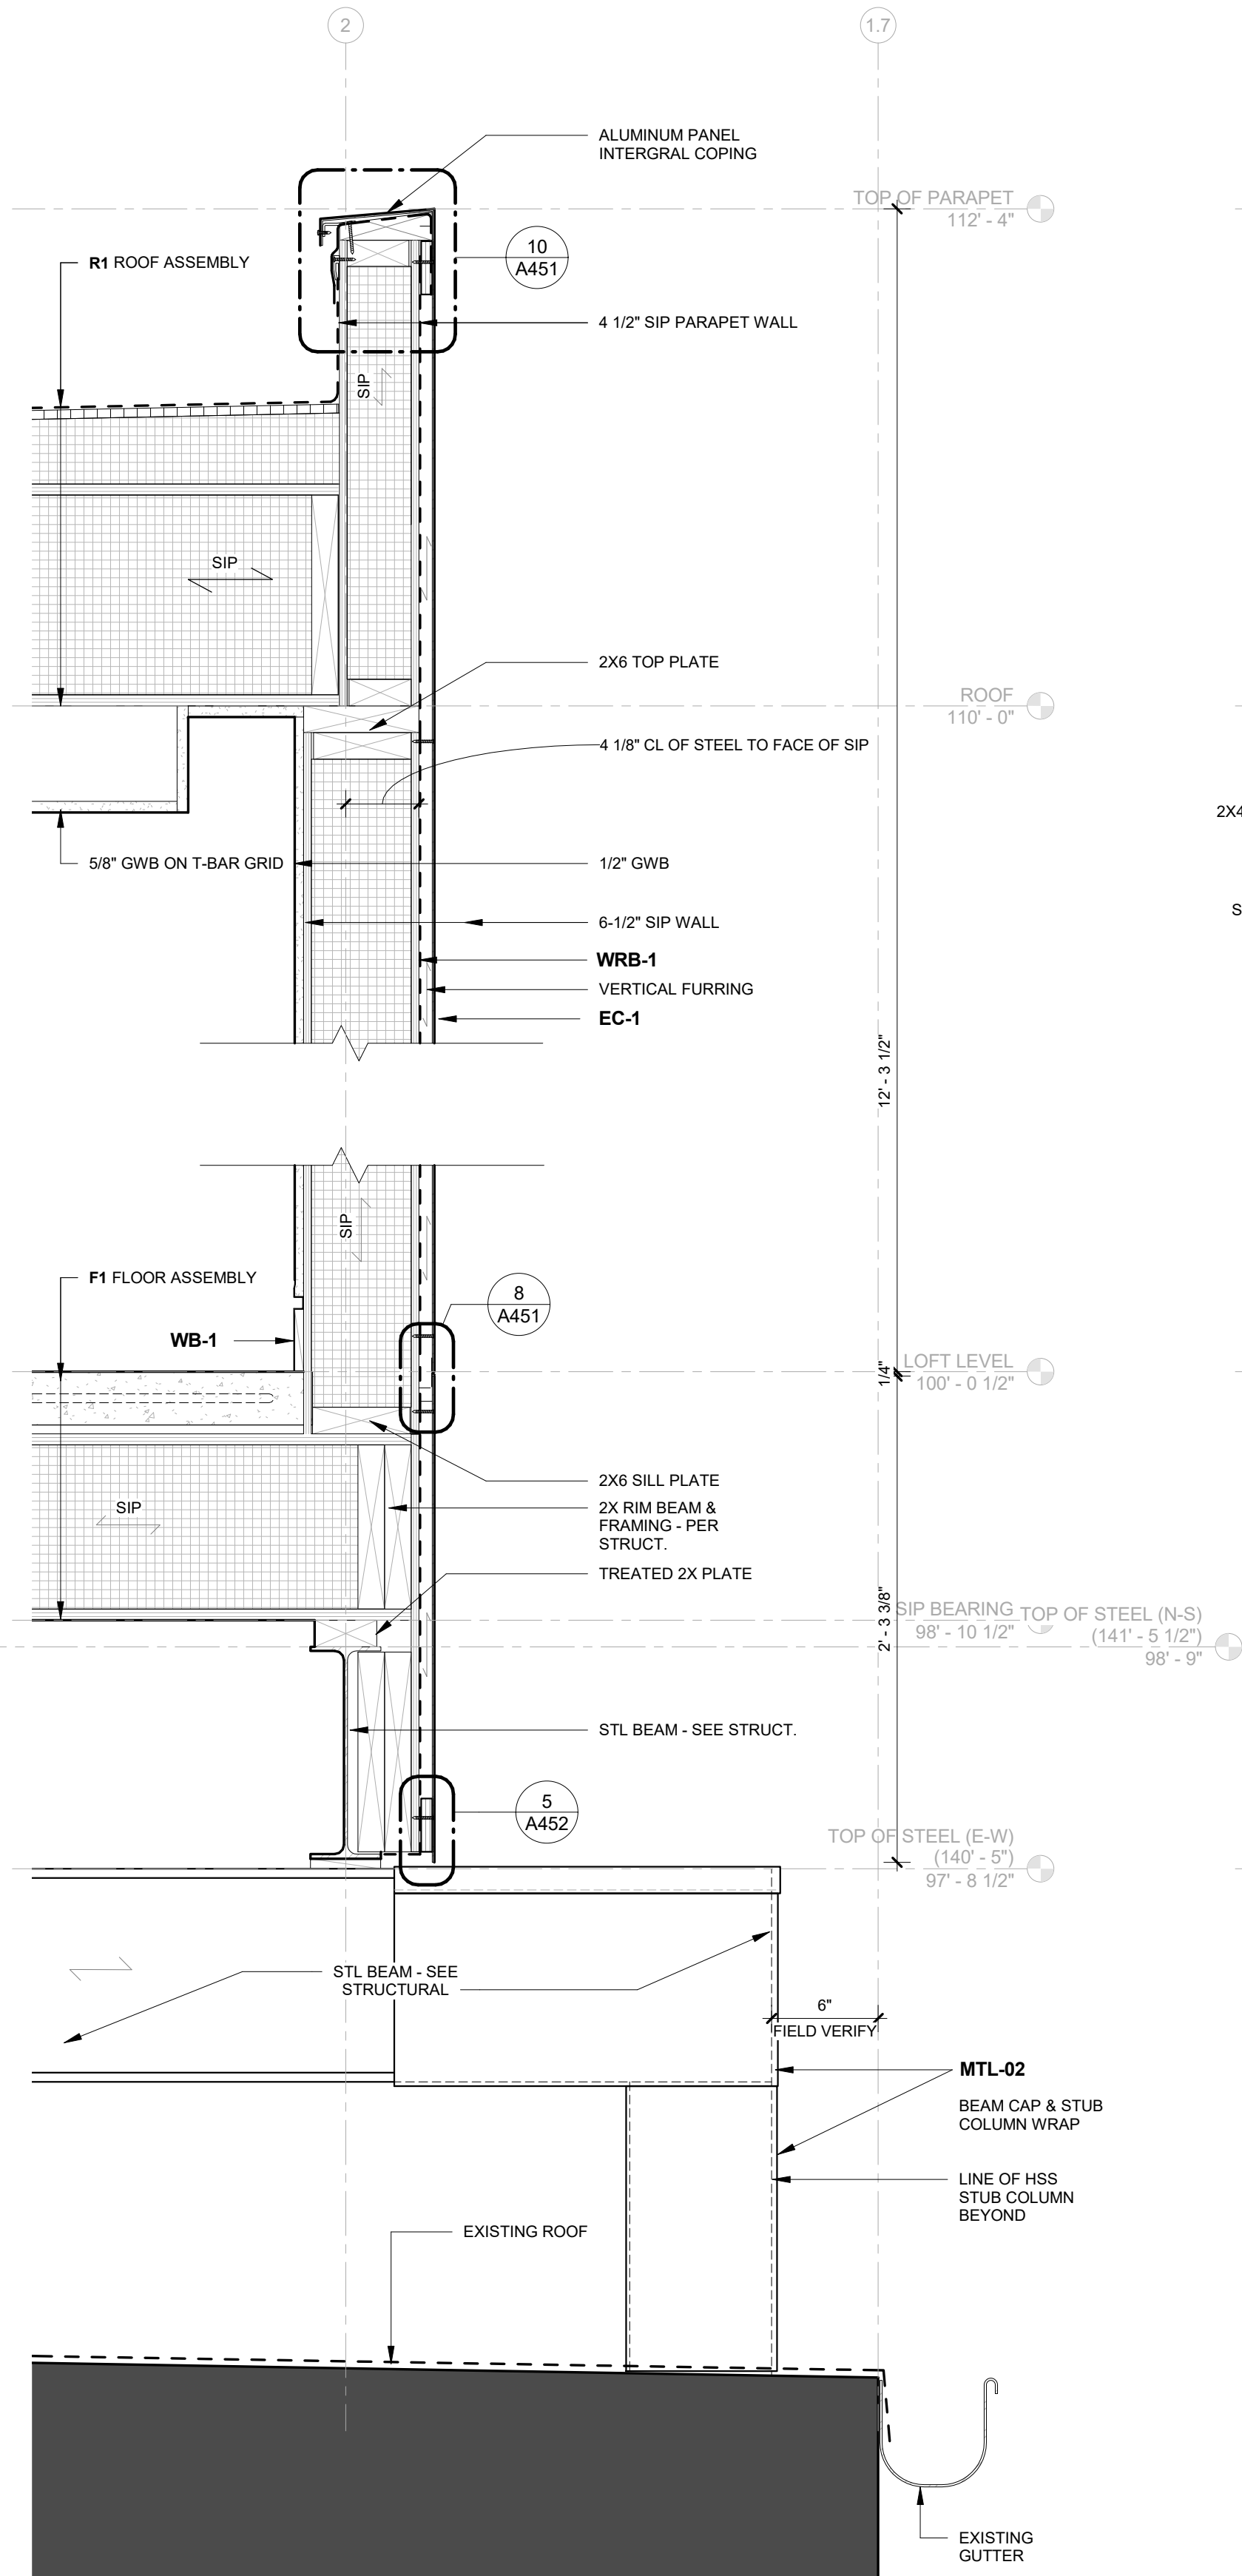 2
1.7
ALUMINUM PANEL
INTERGRAL COPING
TOP OF PARAPET
112' - 4"
10
A451
R1 ROOF ASSEMBLY
4 1/2" SIP PARAPET WALL
SIP
SIP
2X6 TOP PLATE
ROOF
110' - 0"
4 1/8" CL OF STEEL TO FACE OF SIP
2X4
5/8" GWB ON T-BAR GRID
1/2" GWB
S
6-1/2" SIP WALL
WRB-1
VERTICAL FURRING
EC-1
12' - 3 1/2"
SIP
F1 FLOOR ASSEMBLY
8
A451
WB-1
LOFT LEVEL
100' - 0 1/2"
1/4"
2X6 SILL PLATE
SIP
2X RIM BEAM &
FRAMING - PER
STRUCT.
TREATED 2X PLATE
2' - 3 3/8"
SIP BEARING
98' - 10 1/2"
TOP OF STEEL (N-S)
(141' - 5 1/2")
98' - 9"
STL BEAM - SEE STRUCT.
5
A452
TOP OF STEEL (E-W)
(140' - 5")
97' - 8 1/2"
STL BEAM - SEE
STRUCTURAL
6"
FIELD VERIFY
MTL-02
BEAM CAP & STUB
COLUMN WRAP
LINE OF HSS
STUB COLUMN
BEYOND
EXISTING ROOF
EXISTING
GUTTER